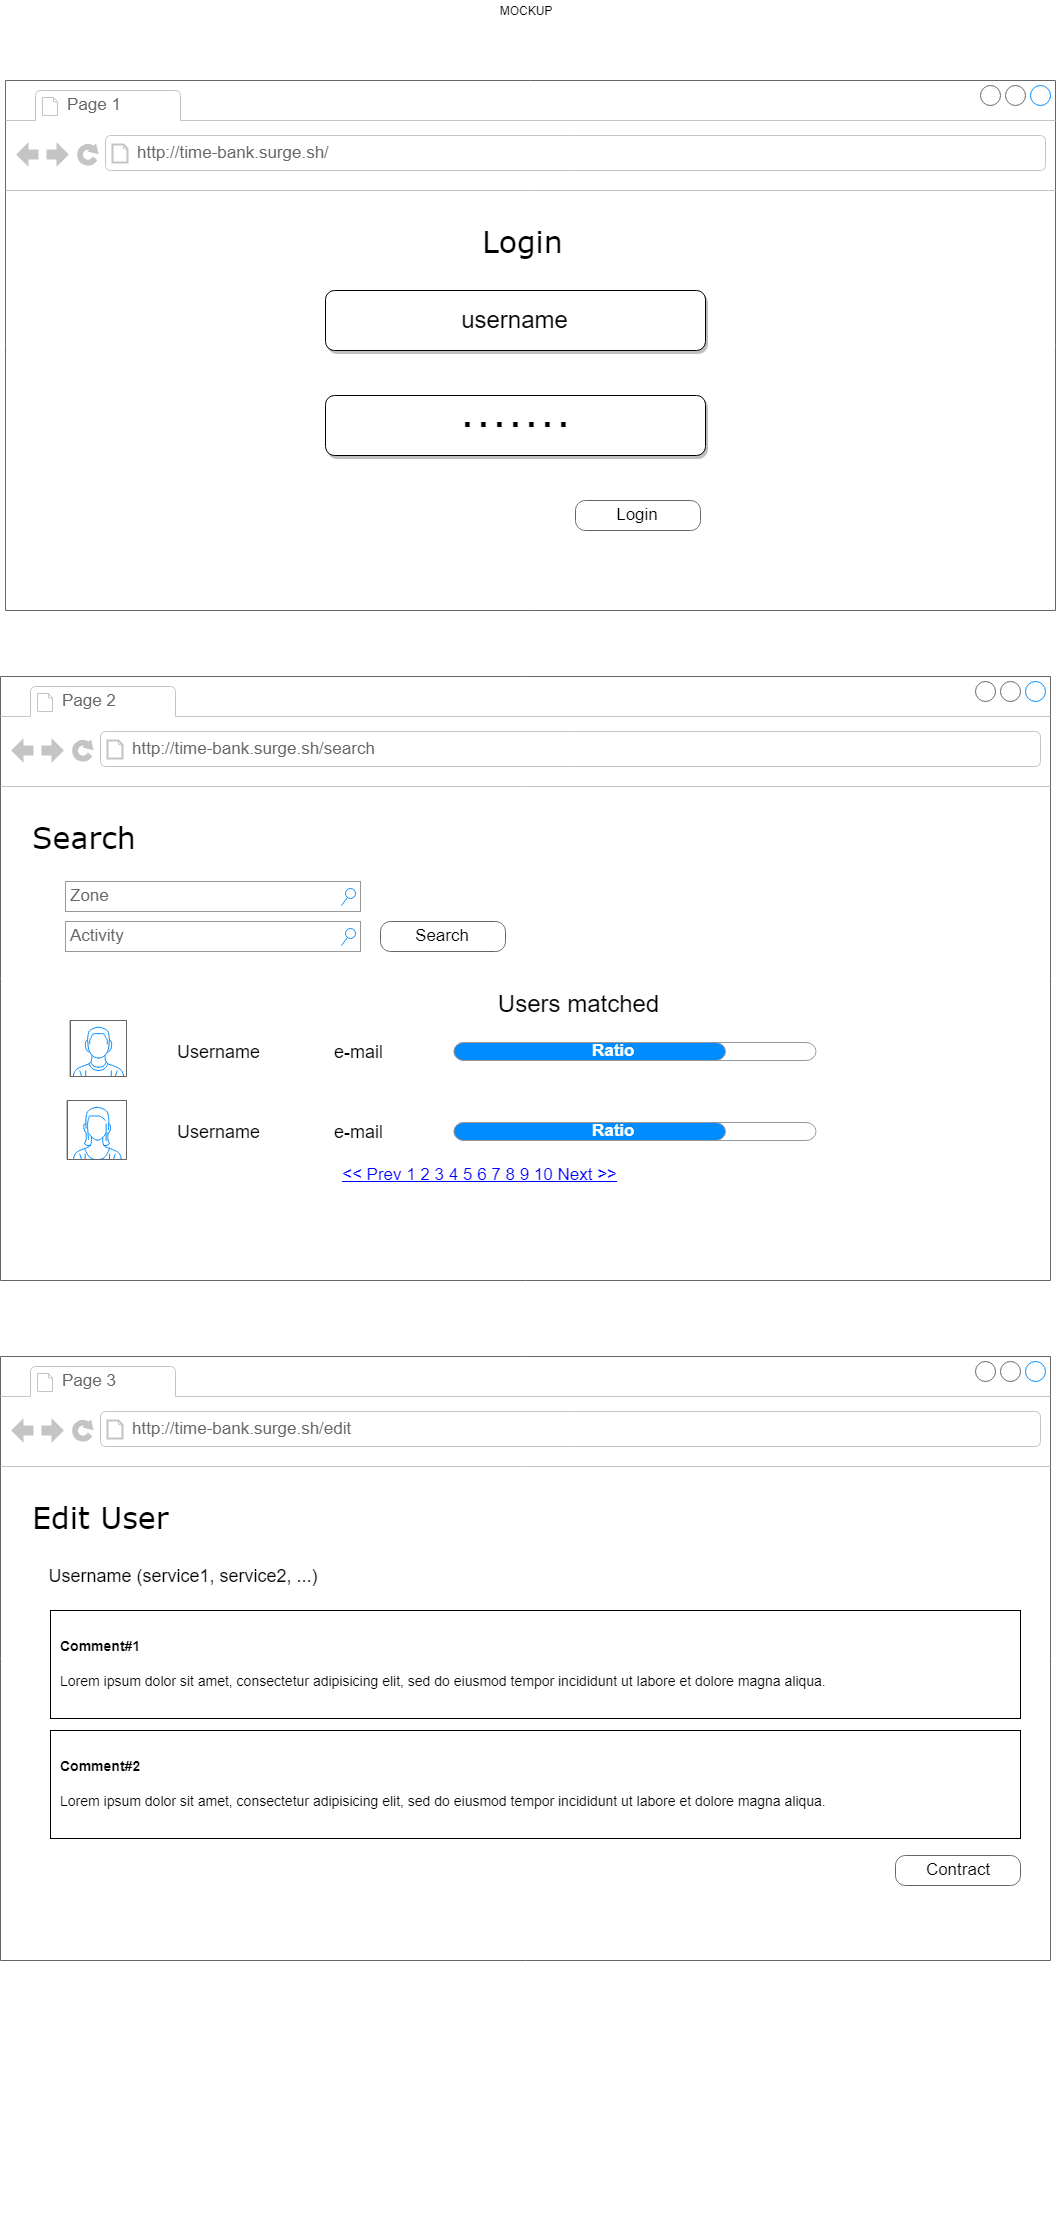 MOCKUP
Page 1
http://time-bank.surge.sh/
Login
username
·······
Login
Page 2
http://time-bank.surge.sh/search
Search
Zone
Activity
Search
Users matched
Username e-mail Ratio
Username e-mail Ratio
<< Prev 1 2 3 4 5 6 7 8 9 10 Next >>
Page 3
http://time-bank.surge.sh/edit
Edit User
Username (service1, service2, ...)
Comment#1
Lorem ipsum dolor sit amet, consectetur adipisicing elit, sed do eiusmod tempor incididunt ut labore et dolore magna aliqua.
Comment#2
Lorem ipsum dolor sit amet, consectetur adipisicing elit, sed do eiusmod tempor incididunt ut labore et dolore magna aliqua.
Contract